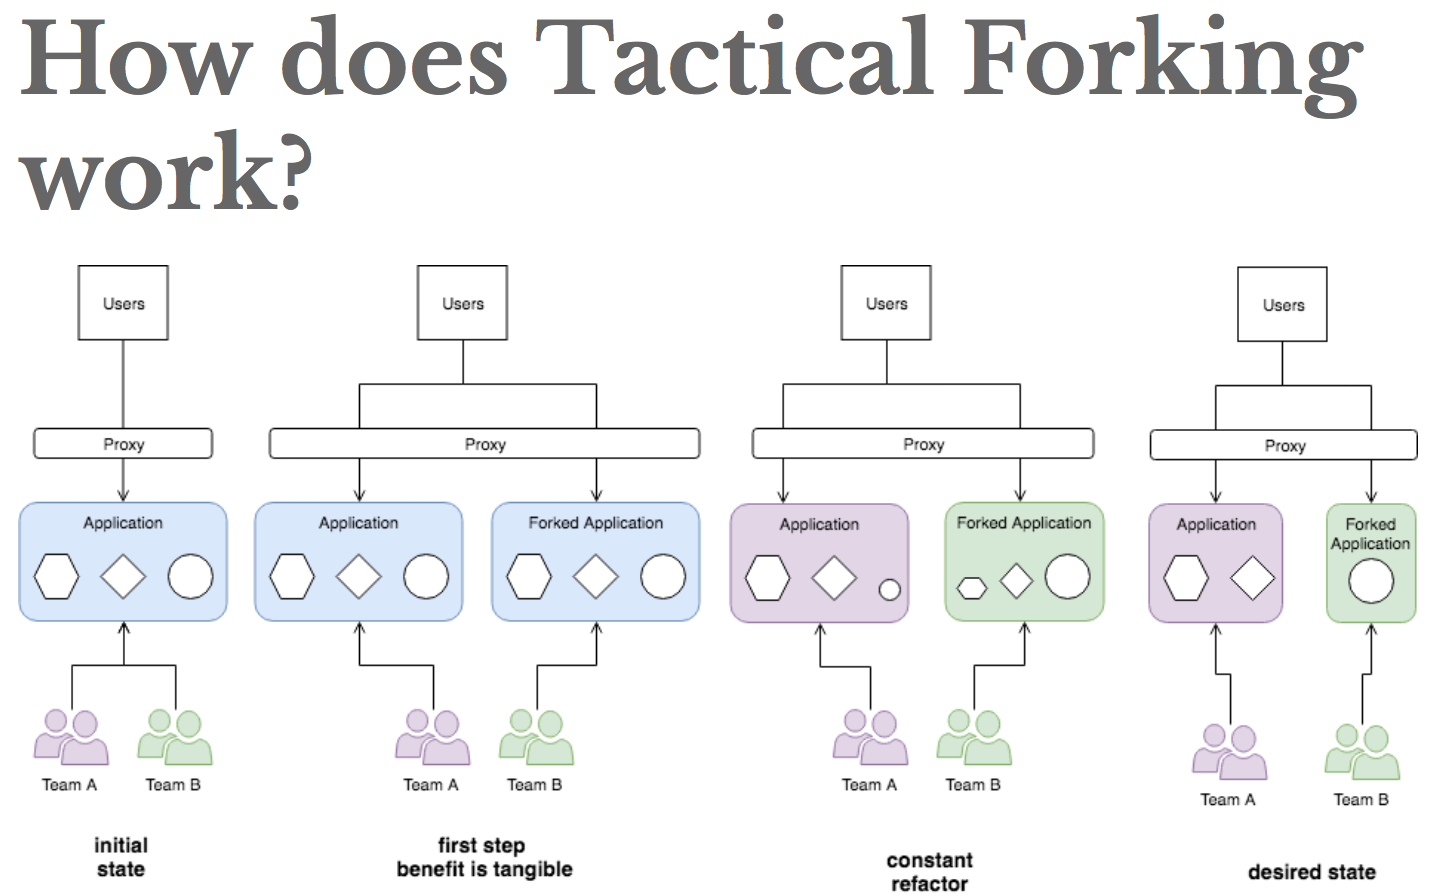 How does Tactical Forking
work?
Users
Proxy
Application
Team A
Team B
initial
state
Users
Proxy
Application
Forked Application
Team A
Team B
first step
benefit is tangible
Users
Proxy
Application
Forked Application
Team A
Team B
constant
refactor
Users
Proxy
Application
Forked
Application
Team A
Team B
desired state